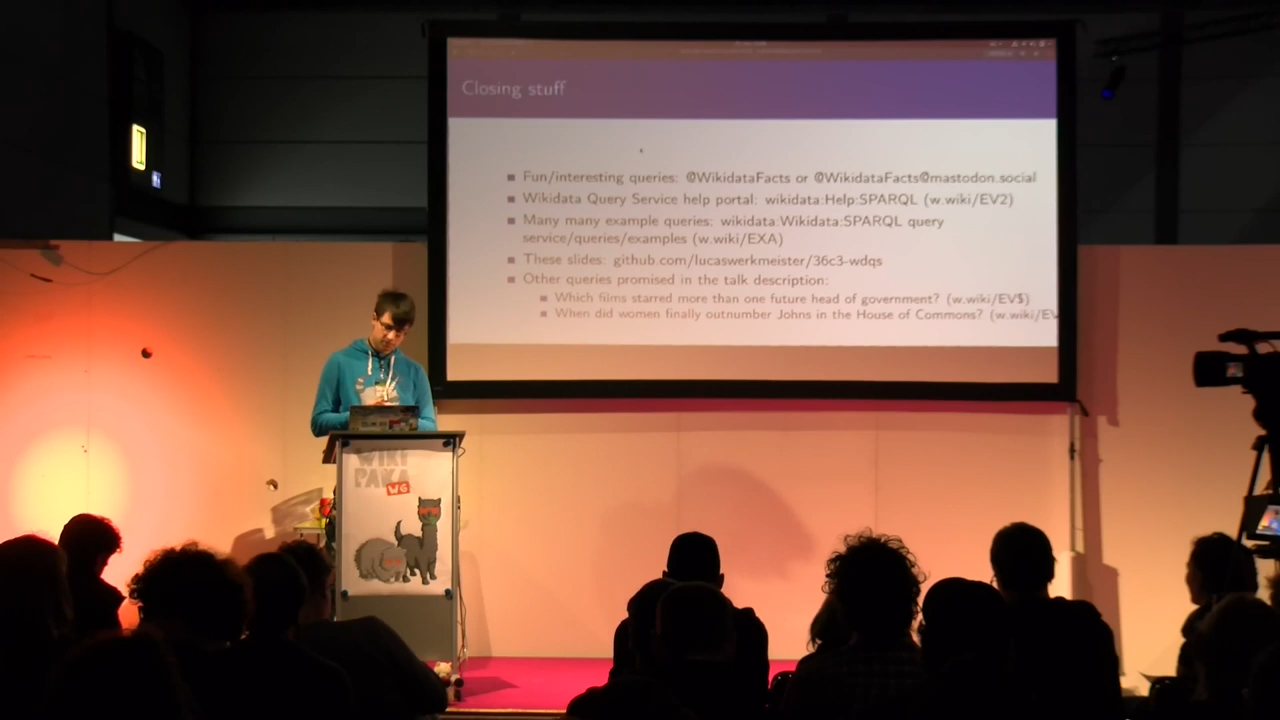 Closing stuff
Fun/interesting queries: @WikidataFacts or @WikidataFacts@mastodon.social
Wikidata Query Service help portal: wikidata:Help:SPARQL (w.wiki/EV2)
Many many example queries: wikidata:Wikidata:SPARQL query
service/queries/examples (w.wiki/EXA)
These slides: github.com/lucaswerkmeister/36c3-wdqs
Other queries promised in the talk description:
Which films starred more than one future head of government? (w.wiki/EV$)
When did women finally outnumber Johns in the House of Commons? (w.wiki/EV
WIKI
PAKA
WG